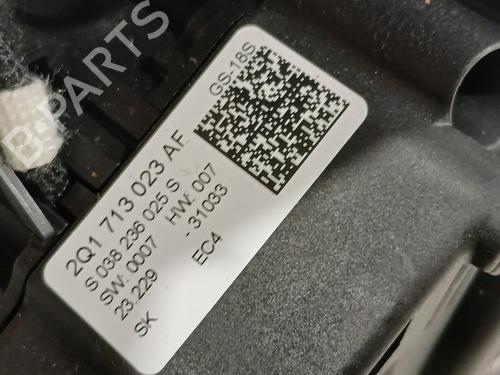 B-PARTS
GS-18S
2Q1 713 023 AF
S 038 236 025 S
SW: 0007 HW: 007
23.229 - 31033
SK EC4